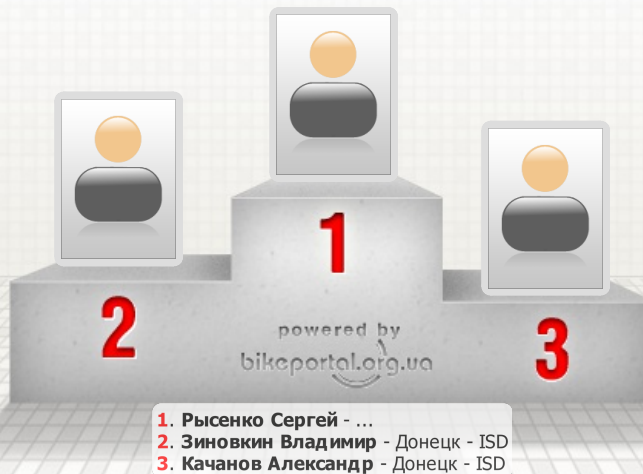 1
2
3
powered by
bikeportal.org.ua
1. Рысенко Сергей - ...
2. Зиновкин Владимир - Донецк - ISD
3. Качанов Александр - Донецк - ISD